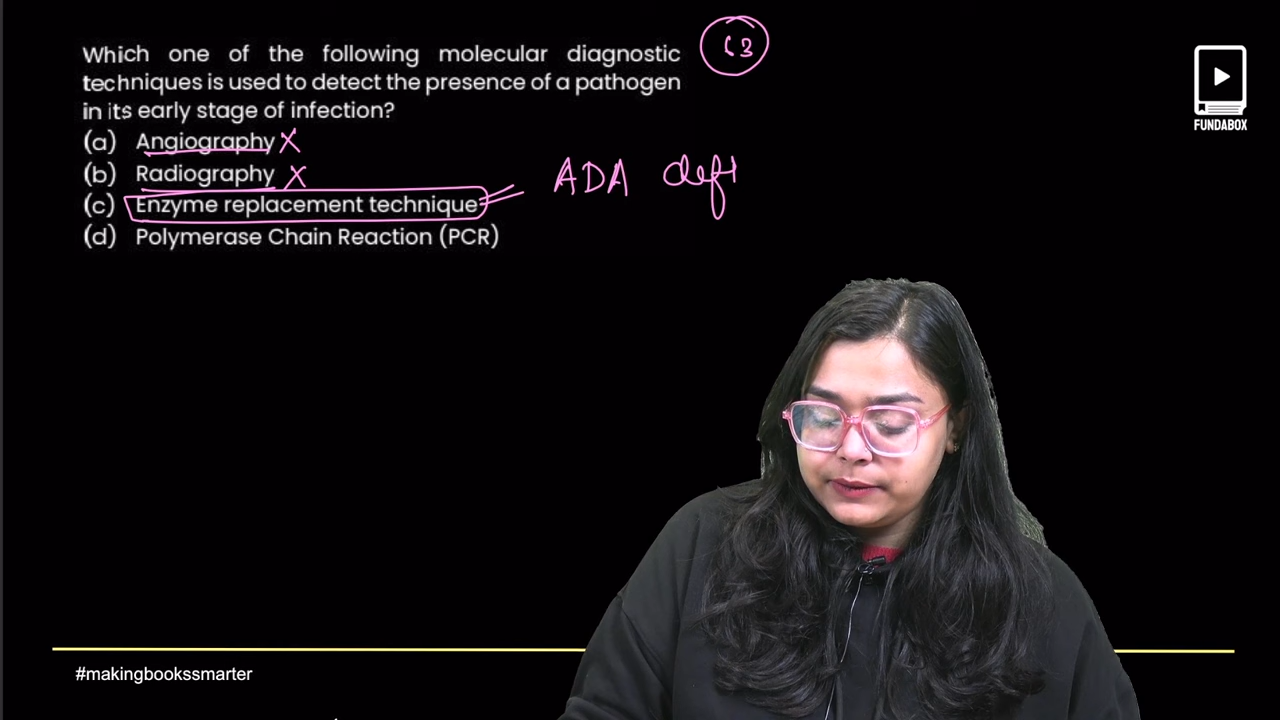 Which one of the following molecular diagnostic
techniques is used to detect the presence of a pathogen
in its early stage of infection?
(a) Angiography X
(b) Radiography X
(c) Enzyme replacement technique ADA defi
(d) Polymerase Chain Reaction (PCR)
FUNDABOX
#makingbookssmarter